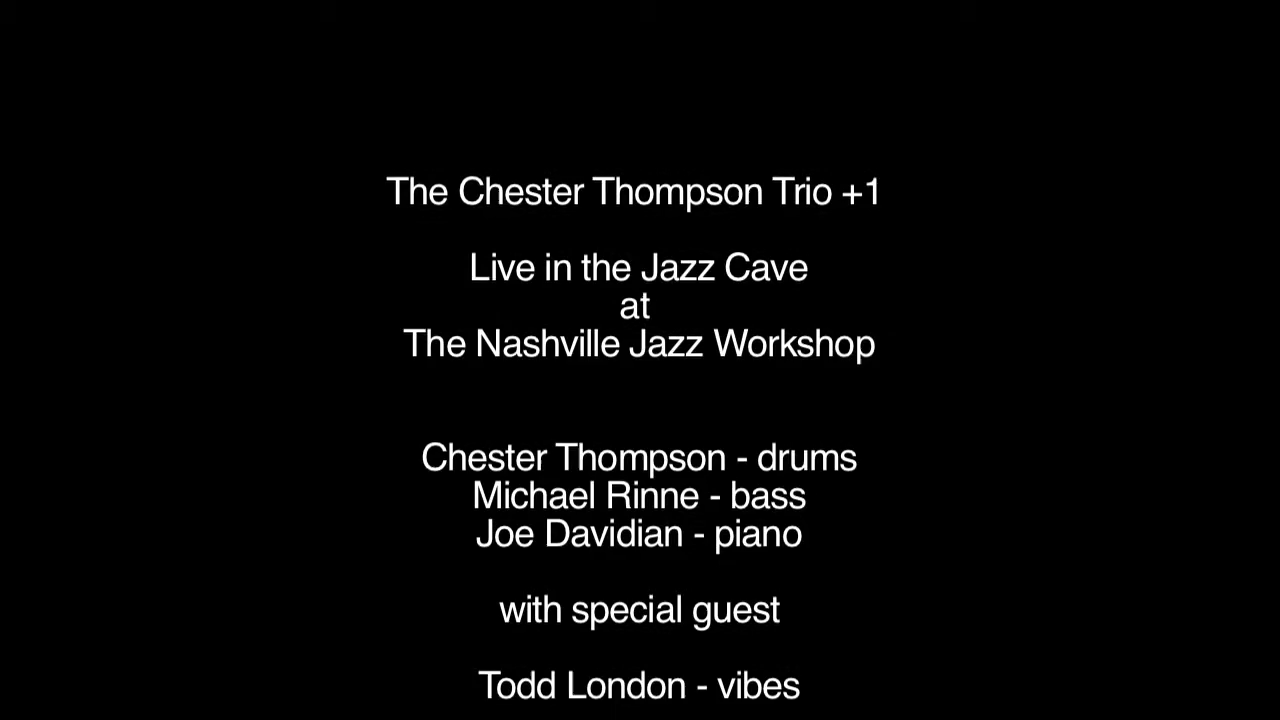 The Chester Thompson Trio +1
Live in the Jazz Cave
at
The Nashville Jazz Workshop
Chester Thompson - drums
Michael Rinne - bass
Joe Davidian - piano
with special guest
Todd London - vibes